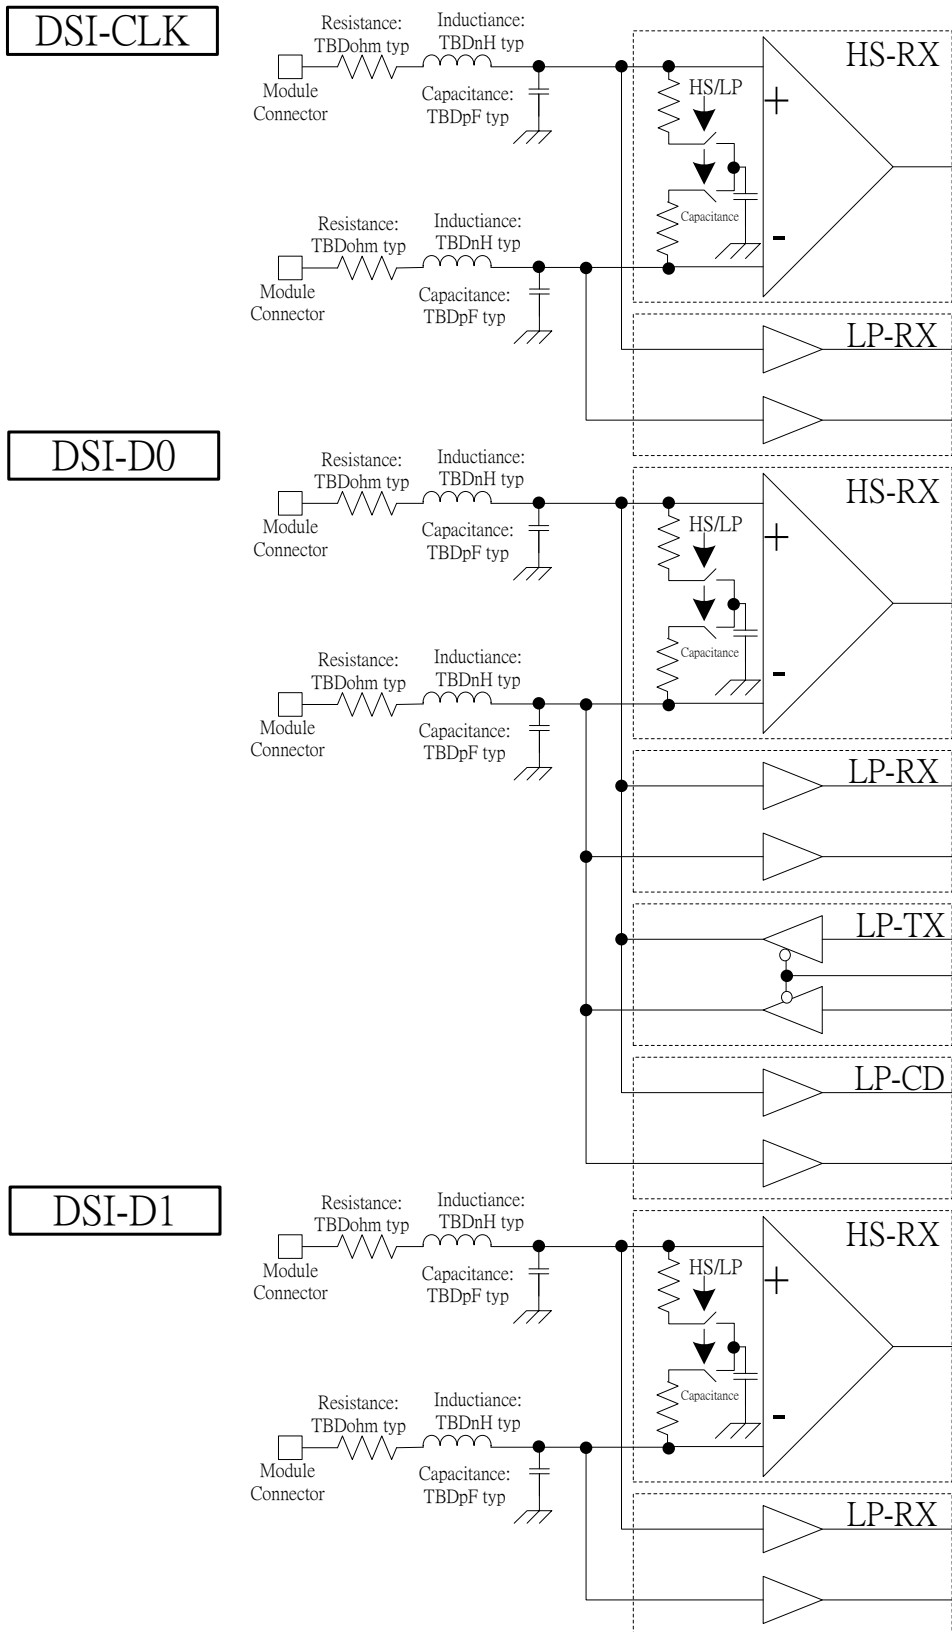 DSI-CLK
Resistance:
TBDohm typ
Inductiance:
TBDnH typ
Module
Connector
Capacitance:
TBDpF typ
HS/LP
HS-RX
+
Capacitance
-
Resistance:
TBDohm typ
Inductiance:
TBDnH typ
Module
Connector
Capacitance:
TBDpF typ
LP-RX
DSI-D0
Resistance:
TBDohm typ
Inductiance:
TBDnH typ
Module
Connector
Capacitance:
TBDpF typ
HS/LP
HS-RX
+
Capacitance
-
Resistance:
TBDohm typ
Inductiance:
TBDnH typ
Module
Connector
Capacitance:
TBDpF typ
LP-RX
LP-TX
LP-CD
DSI-D1
Resistance:
TBDohm typ
Inductiance:
TBDnH typ
Module
Connector
Capacitance:
TBDpF typ
HS/LP
HS-RX
+
Capacitance
-
Resistance:
TBDohm typ
Inductiance:
TBDnH typ
Module
Connector
Capacitance:
TBDpF typ
LP-RX